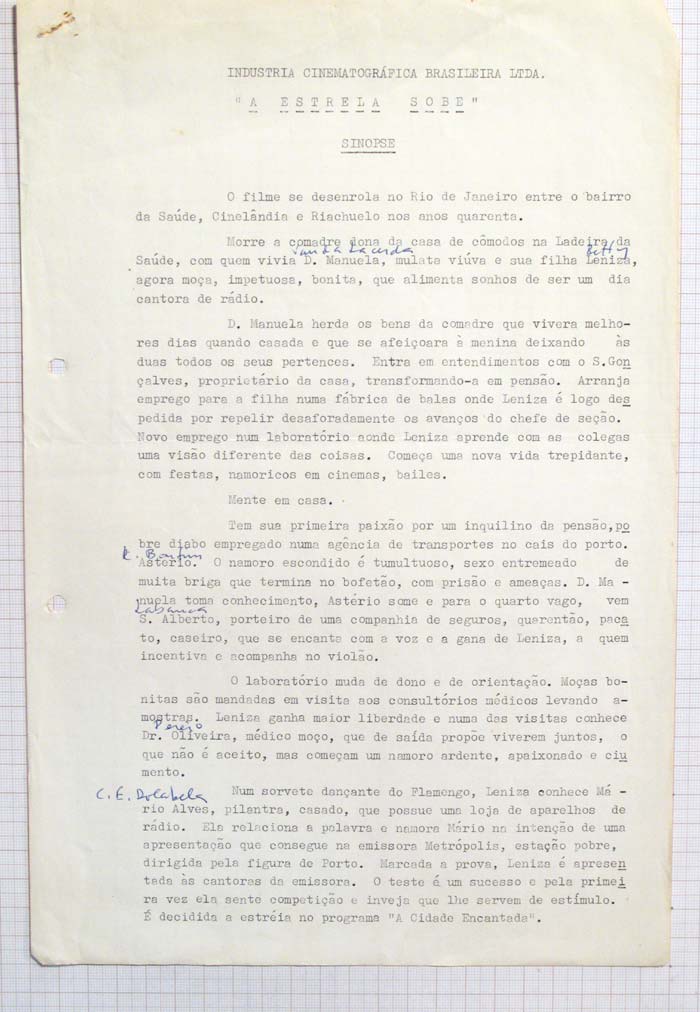 INDUSTRIA CINEMATOGRÁFICA BRASILEIRA LTDA.
"A ESTRELA SOBE"
SINOPSE
O filme se desenrola no Rio de Janeiro entre o bairro
da Saúde, Cinelândia e Riachuelo nos anos quarenta.
Morre a comadre dona da casa de cômodos na Ladeira da
Vanda Lacerda Betty
Saúde, com quem vivia D. Manuela, mulata viúva e sua filha Leniza,
agora moça, impetuosa, bonita, que alimenta sonhos de ser um dia
cantora de rádio.
D. Manuela herda os bens da comadre que vivera melho-
res dias quando casada e que se afeiçoara à menina deixando às
duas todos os seus pertences. Entra em entendimentos com o S.Gon
çalves, proprietário da casa, transformando-a em pensão. Arranja
emprego para a filha numa fábrica de balas onde Leniza é logo des
pedida por repelir desaforadamente os avanços do chefe de seção.
Novo emprego num laboratório aonde Leniza aprende com as colegas
uma visão diferente das coisas. Começa uma nova vida trepidante,
com festas, namoricos em cinemas, bailes.
Mente em casa.
Tem sua primeira paixão por um inquilino da pensão,po
bre diabo empregado numa agência de transportes no cais do porto.
R. Bonfim
Astério. O namoro escondido é tumultuoso, sexo entremeado de
muita briga que termina no bofetão, com prisão e ameaças. D. Ma -
nupla toma conhecimento, Astério some e para o quarto vago, vem
Labanca
S. Alberto, porteiro de uma companhia de seguros, quarentão, paca
to, caseiro, que se encanta com a voz e a gana de Leniza, a quem
incentiva e acompanha no violão.
O laboratório muda de dono e de orientação. Moças bo-
nitas são mandadas em visita aos consultórios médicos levando a-
mostras. Leniza ganha maior liberdade e numa das visitas conhece
Pereio
Dr. Oliveira, médico moço, que de saída propõe viverem juntos, o
que não é aceito, mas começam um namoro ardente, apaixonado e ciu
mento.
C. E. Dolabela
Num sorvete dançante do Flamengo, Leniza conhece Má -
rio Alves, pilantra, casado, que possue uma loja de aparelhos de
rádio. Ela relaciona a palavra e namora Mário na intenção de uma
apresentação que consegue na emissora Metrópolis, estação pobre,
dirigida pela figura de Porto. Marcada a prova, Leniza é apresen
tada às cantoras da emissora. O teste é um sucesso e pela primei
ra vez ela sente competição e inveja que lhe servem de estímulo.
É decidida a estréia no programa "A Cidade Encantada".